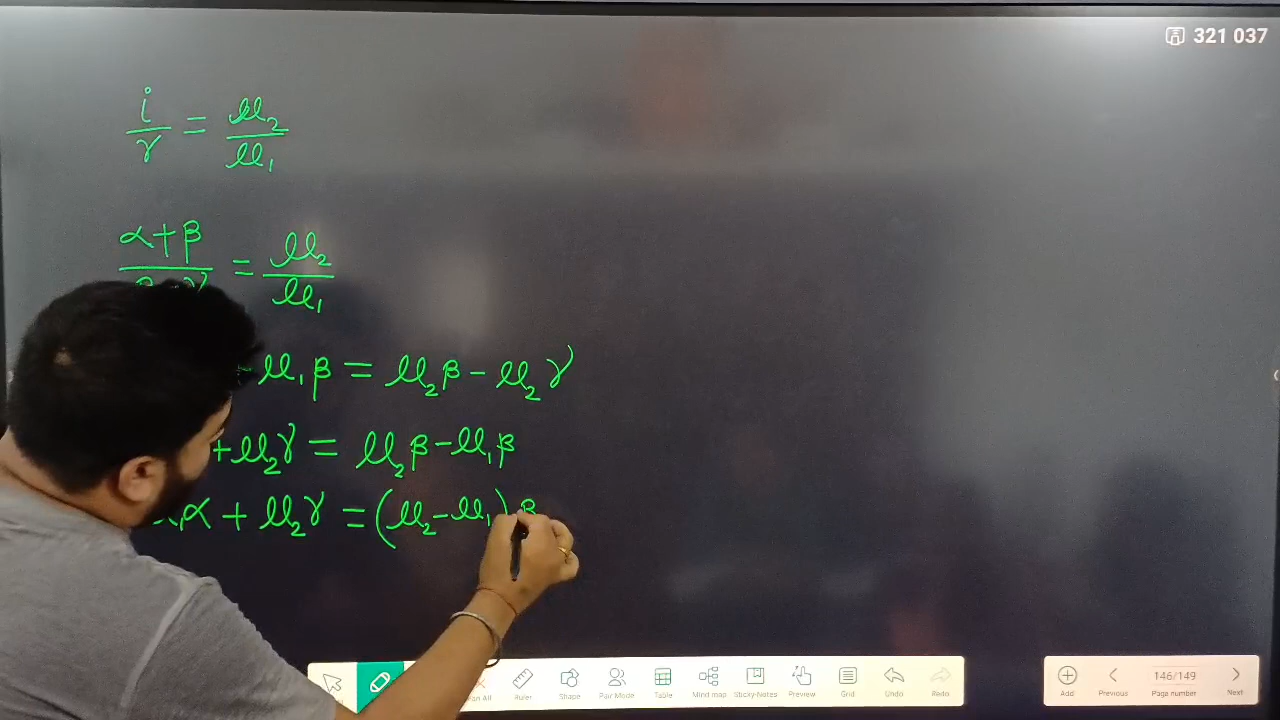 321 037
i/r = μ₂/μ₁
α+β
= μ₂/μ₁
μ₁β = μ₂β - μ₂γ
+ μ₂γ = μ₂β - μ₁β
α + μ₂γ = (μ₂ - μ₁) β
Ruler Shape Pair Mode Table Mind map Sticky-Notes Preview Grid Undo Redo
Add Previous 146/149 Page number Next